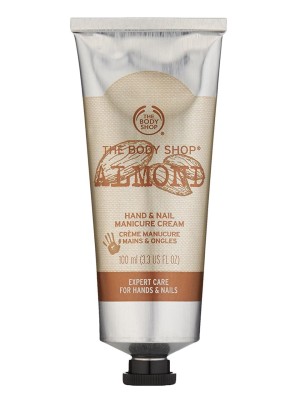 THE
BODY
SHOP
THE BODY SHOP®
ALMOND
HAND & NAIL
MANICURE CREAM
CRÈME MANUCURE
MAINS & ONGLES
100 ml (3.3 US FL OZ)
EXPERT CARE
FOR HANDS & NAILS